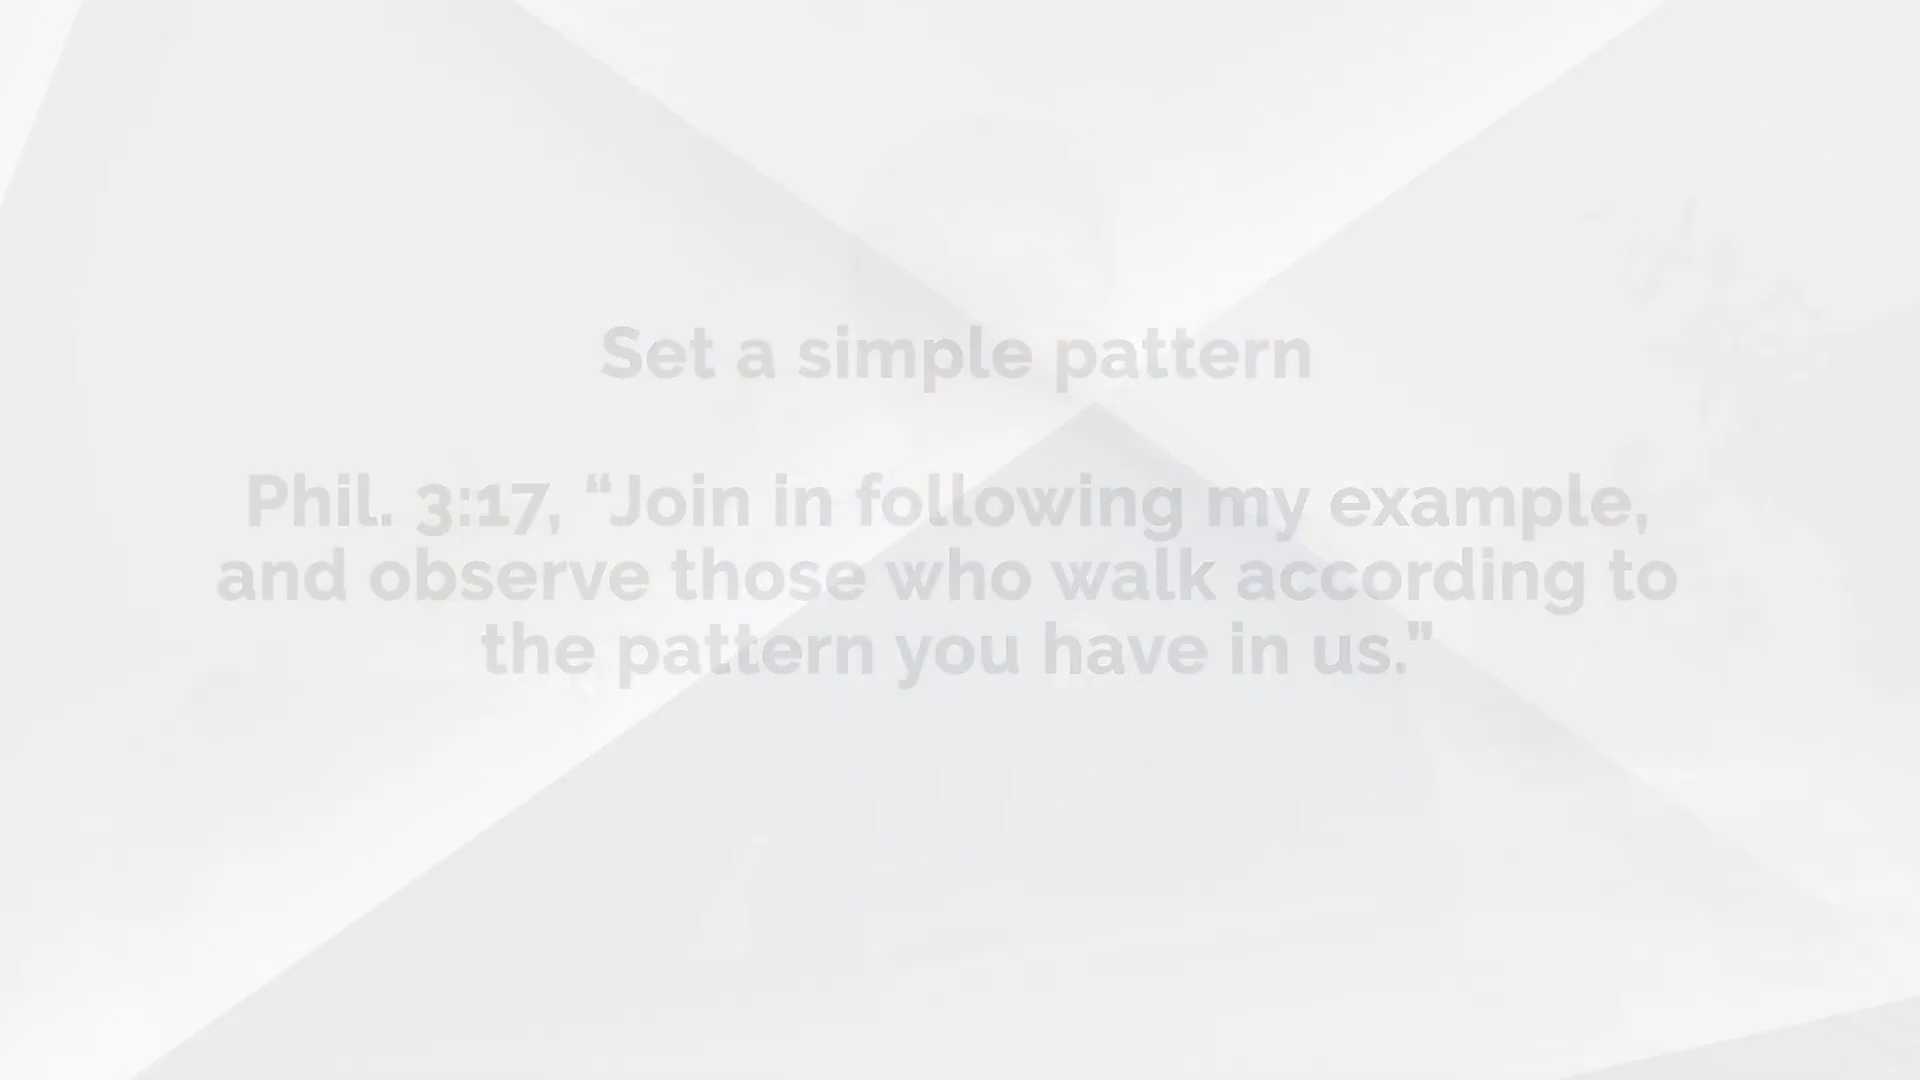 Set a simple pattern
Phil. 3:17, “Join in following my example,
and observe those who walk according to
the pattern you have in us.”